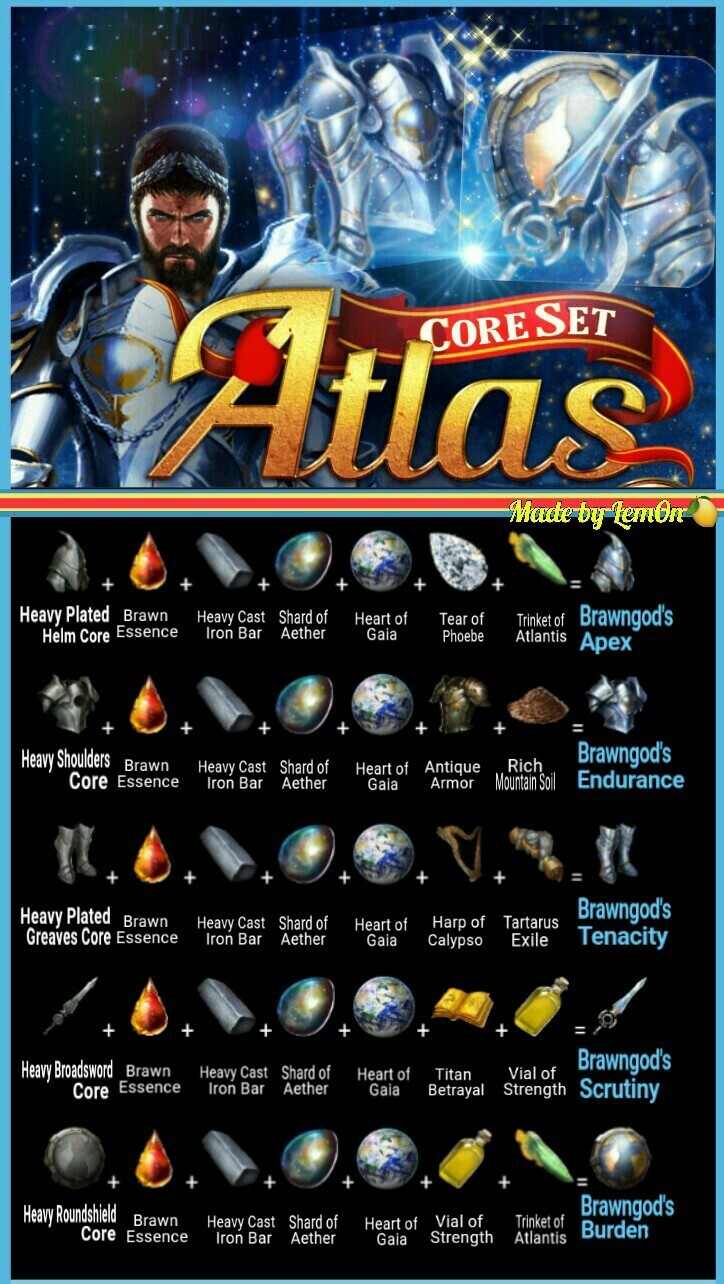 CORE SET
Atlas
Made by Lem0n
+ + + + + + =
Heavy Plated Helm Core
Brawn Essence
Heavy Cast Iron Bar
Shard of Aether
Heart of Gaia
Tear of Phoebe
Trinket of Atlantis
Brawngod's Apex
+ + + + + + =
Heavy Shoulders Core
Brawn Essence
Heavy Cast Iron Bar
Shard of Aether
Heart of Gaia
Antique Armor
Rich Mountain Soil
Brawngod's Endurance
+ + + + + + =
Heavy Plated Greaves Core
Brawn Essence
Heavy Cast Iron Bar
Shard of Aether
Heart of Gaia
Harp of Calypso
Tartarus Exile
Brawngod's Tenacity
+ + + + + + =
Heavy Broadsword Core
Brawn Essence
Heavy Cast Iron Bar
Shard of Aether
Heart of Gaia
Titan Betrayal
Vial of Strength
Brawngod's Scrutiny
+ + + + + + =
Heavy Roundshield Core
Brawn Essence
Heavy Cast Iron Bar
Shard of Aether
Heart of Gaia
Vial of Strength
Trinket of Atlantis
Brawngod's Burden